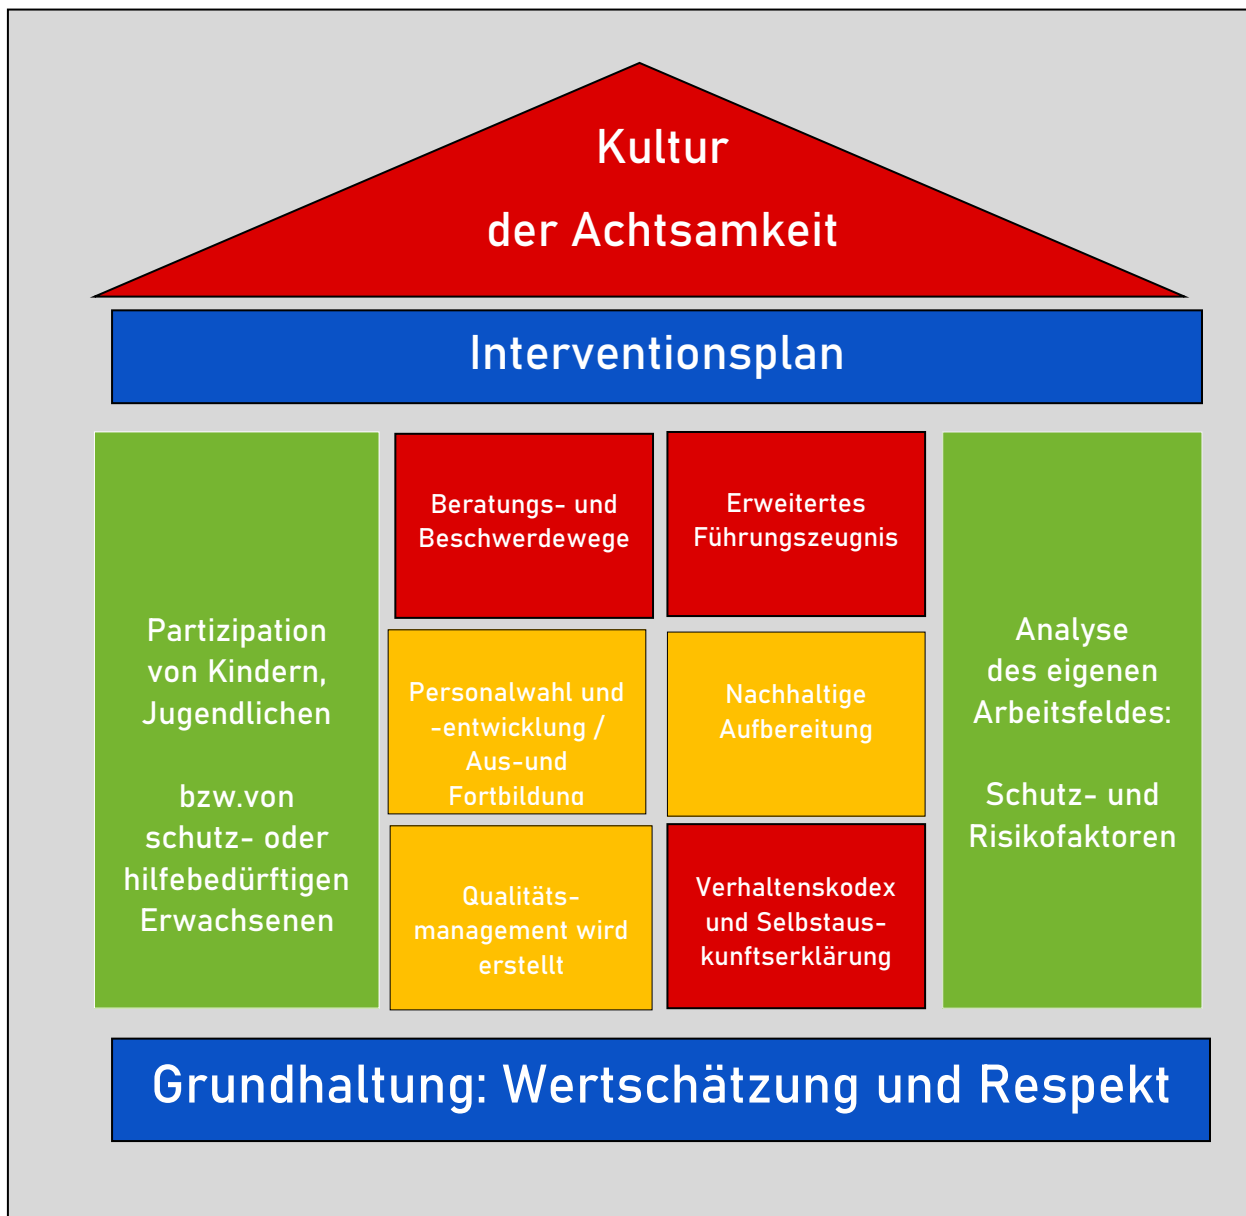 Kultur
der Achtsamkeit
Interventionsplan
Partizipation
von Kindern,
Jugendlichen
bzw.von
schutz- oder
hilfebedürftigen
Erwachsenen
Beratungs- und
Beschwerdewege
Erweitertes
Führungszeugnis
Personalwahl und
-entwicklung /
Aus-und
Fortbildung
Nachhaltige
Aufbereitung
Qualitäts-
management wird
erstellt
Verhaltenskodex
und Selbstaus-
kunftserklärung
Analyse
des eigenen
Arbeitsfeldes:
Schutz- und
Risikofaktoren
Grundhaltung: Wertschätzung und Respekt